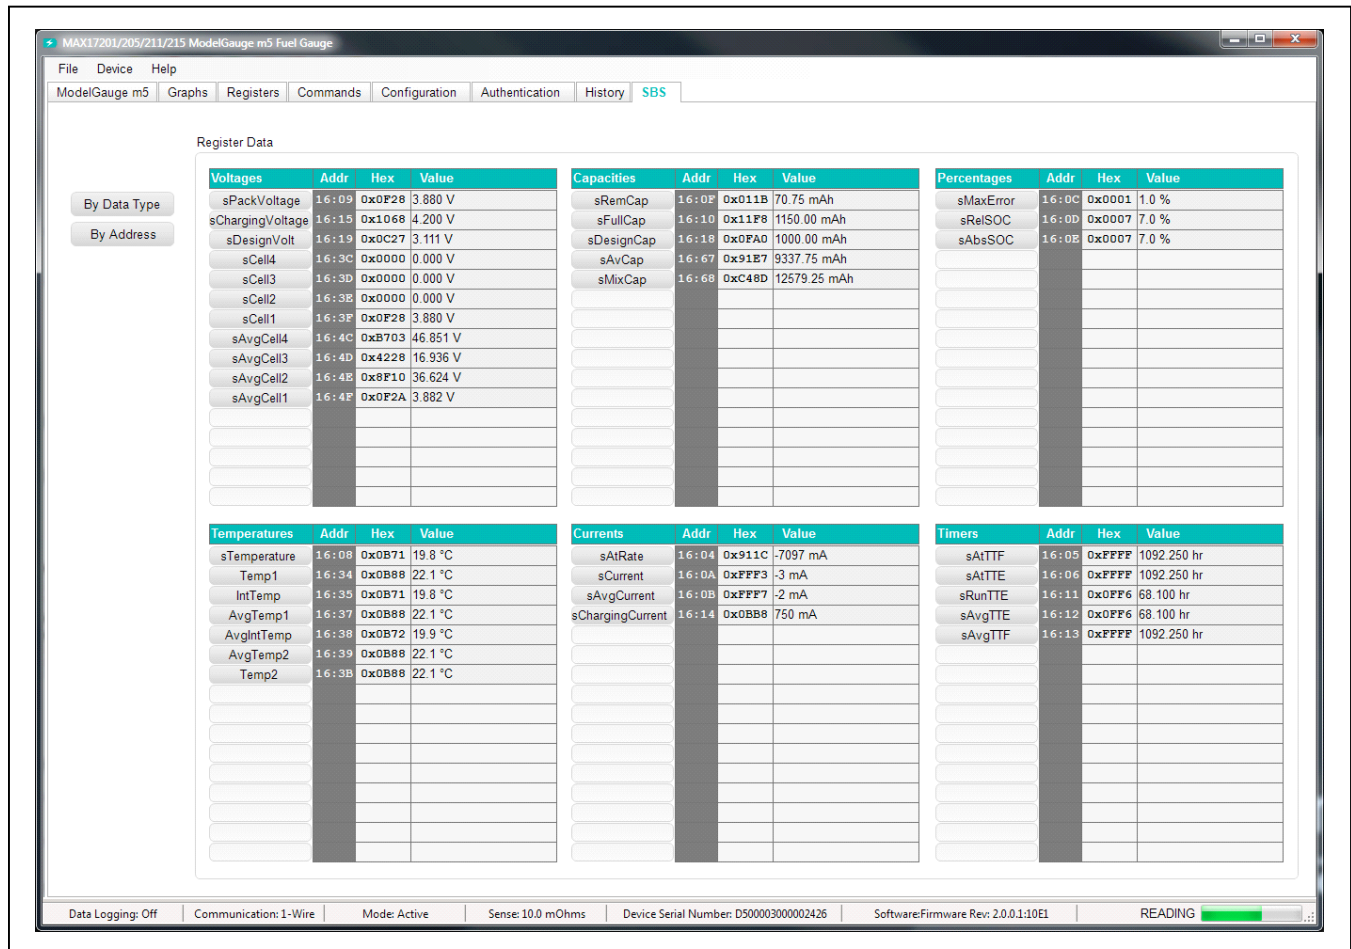 MAX17201/205/211/215 ModelGauge m5 Fuel Gauge
File Device Help
ModelGauge m5 Graphs Registers Commands Configuration Authentication History SBS
Register Data
By Data Type
By Address
Voltages Addr Hex Value
sPackVoltage 16:09 0x0F28 3.880 V
sChargingVoltage 16:15 0x1068 4.200 V
sDesignVolt 16:19 0x0C27 3.111 V
sCell4 16:3C 0x0000 0.000 V
sCell3 16:3D 0x0000 0.000 V
sCell2 16:3E 0x0000 0.000 V
sCell1 16:3F 0x0F28 3.880 V
sAvgCell4 16:4C 0xB703 46.851 V
sAvgCell3 16:4D 0x4228 16.936 V
sAvgCell2 16:4E 0x8F10 36.624 V
sAvgCell1 16:4F 0x0F2A 3.882 V
Capacities Addr Hex Value
sRemCap 16:0F 0x011B 70.75 mAh
sFullCap 16:10 0x11F8 1150.00 mAh
sDesignCap 16:18 0x0FA0 1000.00 mAh
sAvCap 16:67 0x91E7 9337.75 mAh
sMixCap 16:68 0xC48D 12579.25 mAh
Percentages Addr Hex Value
sMaxError 16:0C 0x0001 1.0 %
sRelSOC 16:0D 0x0007 7.0 %
sAbsSOC 16:0E 0x0007 7.0 %
Temperatures Addr Hex Value
sTemperature 16:08 0x0B71 19.8 °C
Temp1 16:34 0x0B88 22.1 °C
IntTemp 16:35 0x0B71 19.8 °C
AvgTemp1 16:37 0x0B88 22.1 °C
AvgIntTemp 16:38 0x0B72 19.9 °C
AvgTemp2 16:39 0x0B88 22.1 °C
Temp2 16:3B 0x0B88 22.1 °C
Currents Addr Hex Value
sAtRate 16:04 0x911C -7097 mA
sCurrent 16:0A 0xFFF3 -3 mA
sAvgCurrent 16:0B 0xFFF7 -2 mA
sChargingCurrent 16:14 0x0BB8 750 mA
Timers Addr Hex Value
sAtTTF 16:05 0xFFFF 1092.250 hr
sAtTTE 16:06 0xFFFF 1092.250 hr
sRunTTE 16:11 0x0FF6 68.100 hr
sAvgTTE 16:12 0x0FF6 68.100 hr
sAvgTTF 16:13 0xFFFF 1092.250 hr
Data Logging: Off Communication: 1-Wire Mode: Active Sense: 10.0 mOhms Device Serial Number: D500003000002426 Software:Firmware Rev: 2.0.0.1:10E1 READING